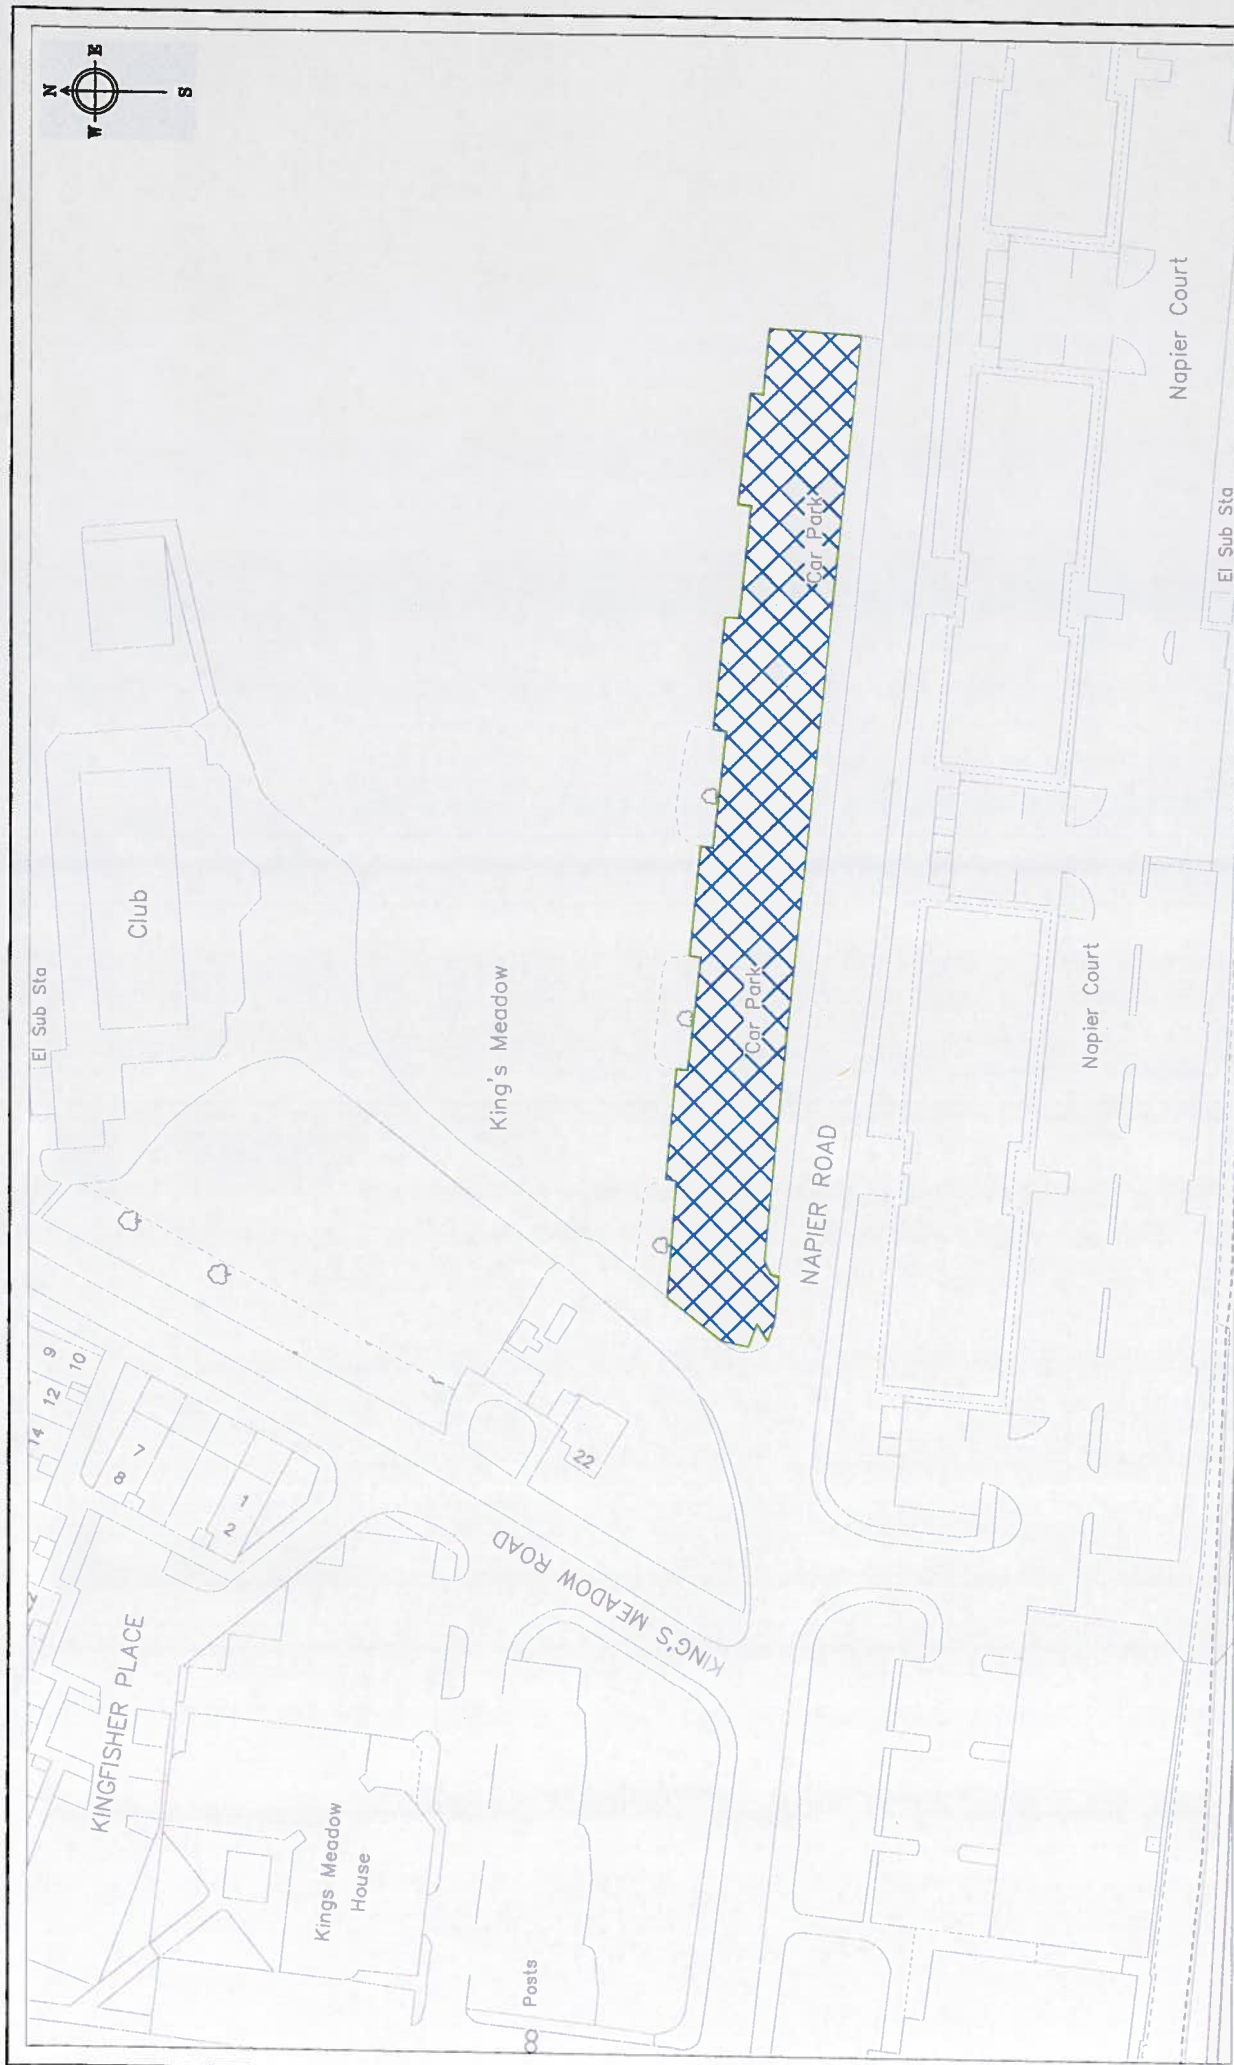 N
E
W
S
El Sub Sta
Club
King's Meadow
Car Park
Car Park
NAPIER ROAD
Napier Court
Napier Court
El Sub Sta
9
10
12
14
7
8
1
2
22
KING'S MEADOW ROAD
KINGFISHER PLACE
Kings Meadow
House
Posts